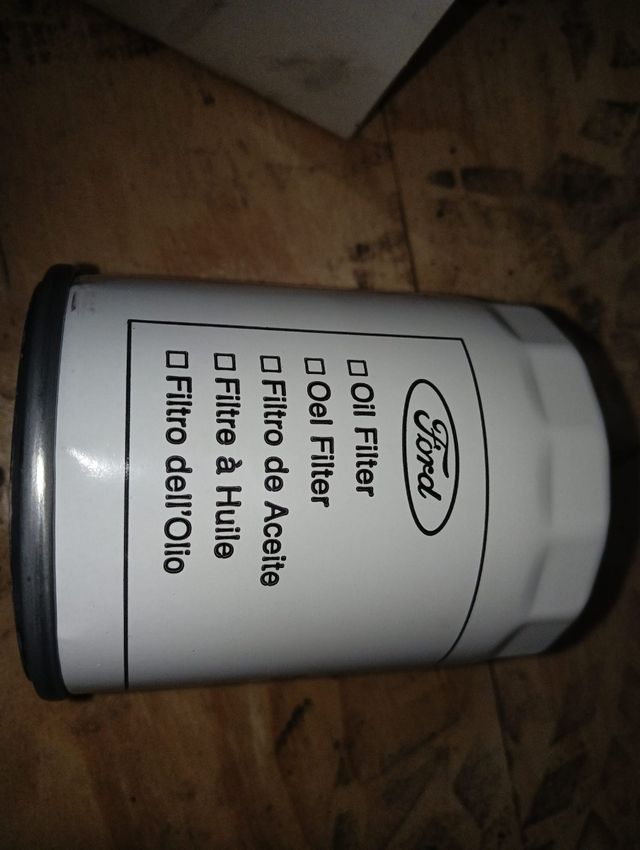 Ford
☐ Oil Filter
☐ Oel Filter
☐ Filtro de Aceite
☐ Filtre à Huile
☐ Filtro dell'Olio